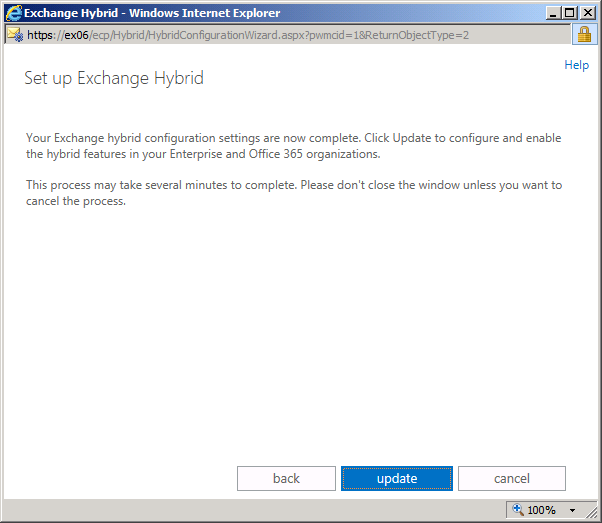 Exchange Hybrid - Windows Internet Explorer
https://ex06/ecp/Hybrid/HybridConfigurationWizard.aspx?pwmcid=1&ReturnObjectType=2
Help
Set up Exchange Hybrid
Your Exchange hybrid configuration settings are now complete. Click Update to configure and enable
the hybrid features in your Enterprise and Office 365 organizations.
This process may take several minutes to complete. Please don't close the window unless you want to
cancel the process.
back
update
cancel
100%